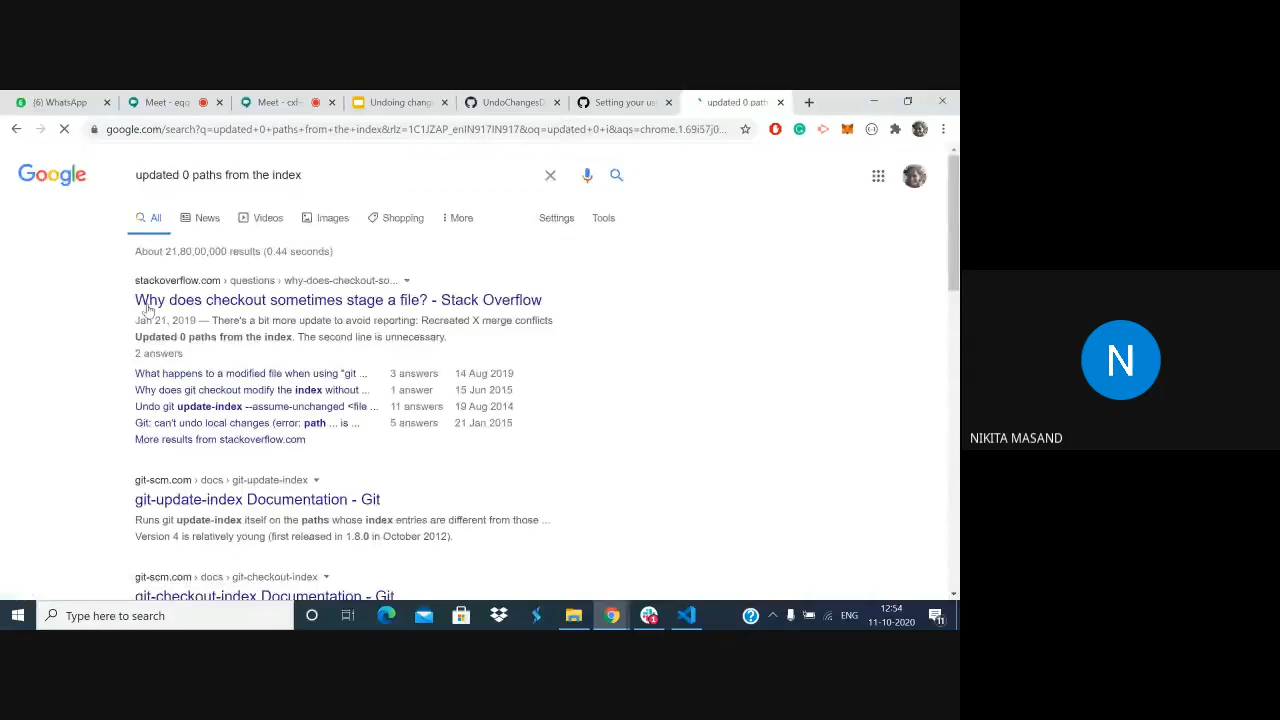 (6) WhatsApp
Meet - eqq
Meet - cxf-
Undoing chang
UndoChangesD
Setting your us
updated 0 path
google.com/search?q=updated+0+paths+from+the+index&rlz=1C1JZAP_enIN917IN917&oq=updated+0+i&aqs=chrome.1.69i57j0...
Google
updated 0 paths from the index
All
News
Videos
Images
Shopping
More
Settings
Tools
About 21,80,00,000 results (0.44 seconds)
stackoverflow.com › questions › why-does-checkout-so...
Why does checkout sometimes stage a file? - Stack Overflow
Jan 21, 2019 — There's a bit more update to avoid reporting: Recreated X merge conflicts
Updated 0 paths from the index. The second line is unnecessary.
2 answers
What happens to a modified file when using "git ... 3 answers 14 Aug 2019
Why does git checkout modify the index without ... 1 answer 15 Jun 2015
Undo git update-index --assume-unchanged <file ... 11 answers 19 Aug 2014
Git: can't undo local changes (error: path ... is ... 5 answers 21 Jan 2015
More results from stackoverflow.com
git-scm.com › docs › git-update-index
git-update-index Documentation - Git
Runs git update-index itself on the paths whose index entries are different from those ...
Version 4 is relatively young (first released in 1.8.0 in October 2012).
git-scm.com › docs › git-checkout-index
git-checkout-index Documentation - Git
Type here to search
ENG
12:54
11-10-2020
11
N
NIKITA MASAND